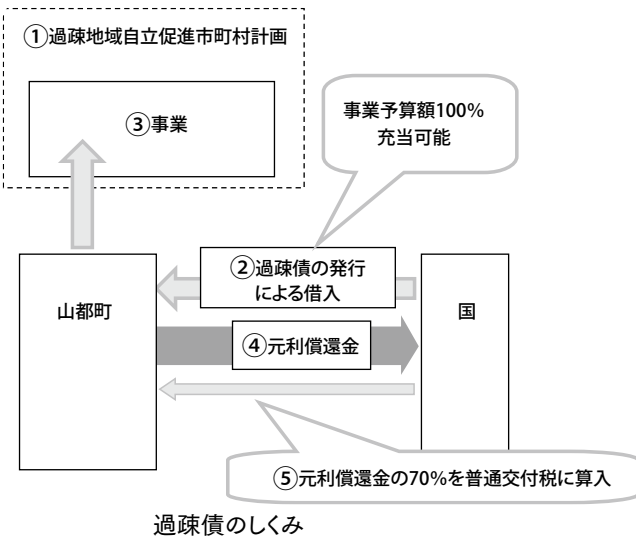 ①過疎地域自立促進市町村計画
③事業
事業予算額100%
充当可能
②過疎債の発行
による借入
山都町
国
④元利償還金
⑤元利償還金の70%を普通交付税に算入
過疎債のしくみ